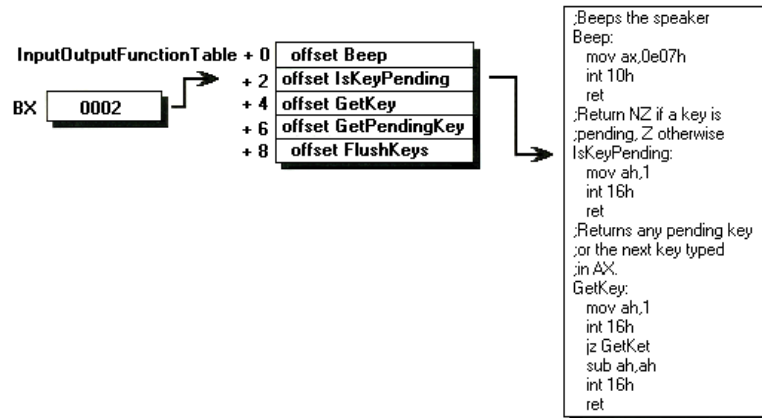 InputOutputFunctionTable + 0 offset Beep
+ 2 offset IsKeyPending
+ 4 offset GetKey
+ 6 offset GetPendingKey
+ 8 offset FlushKeys
BX 0002
;Beeps the speaker
Beep:
mov ax,0e07h
int 10h
ret
;Return NZ if a key is
;pending, Z otherwise
IsKeyPending:
mov ah,1
int 16h
ret
;Returns any pending key
;or the next key typed
;in AX.
GetKey:
mov ah,1
int 16h
jz GetKet
sub ah,ah
int 16h
ret